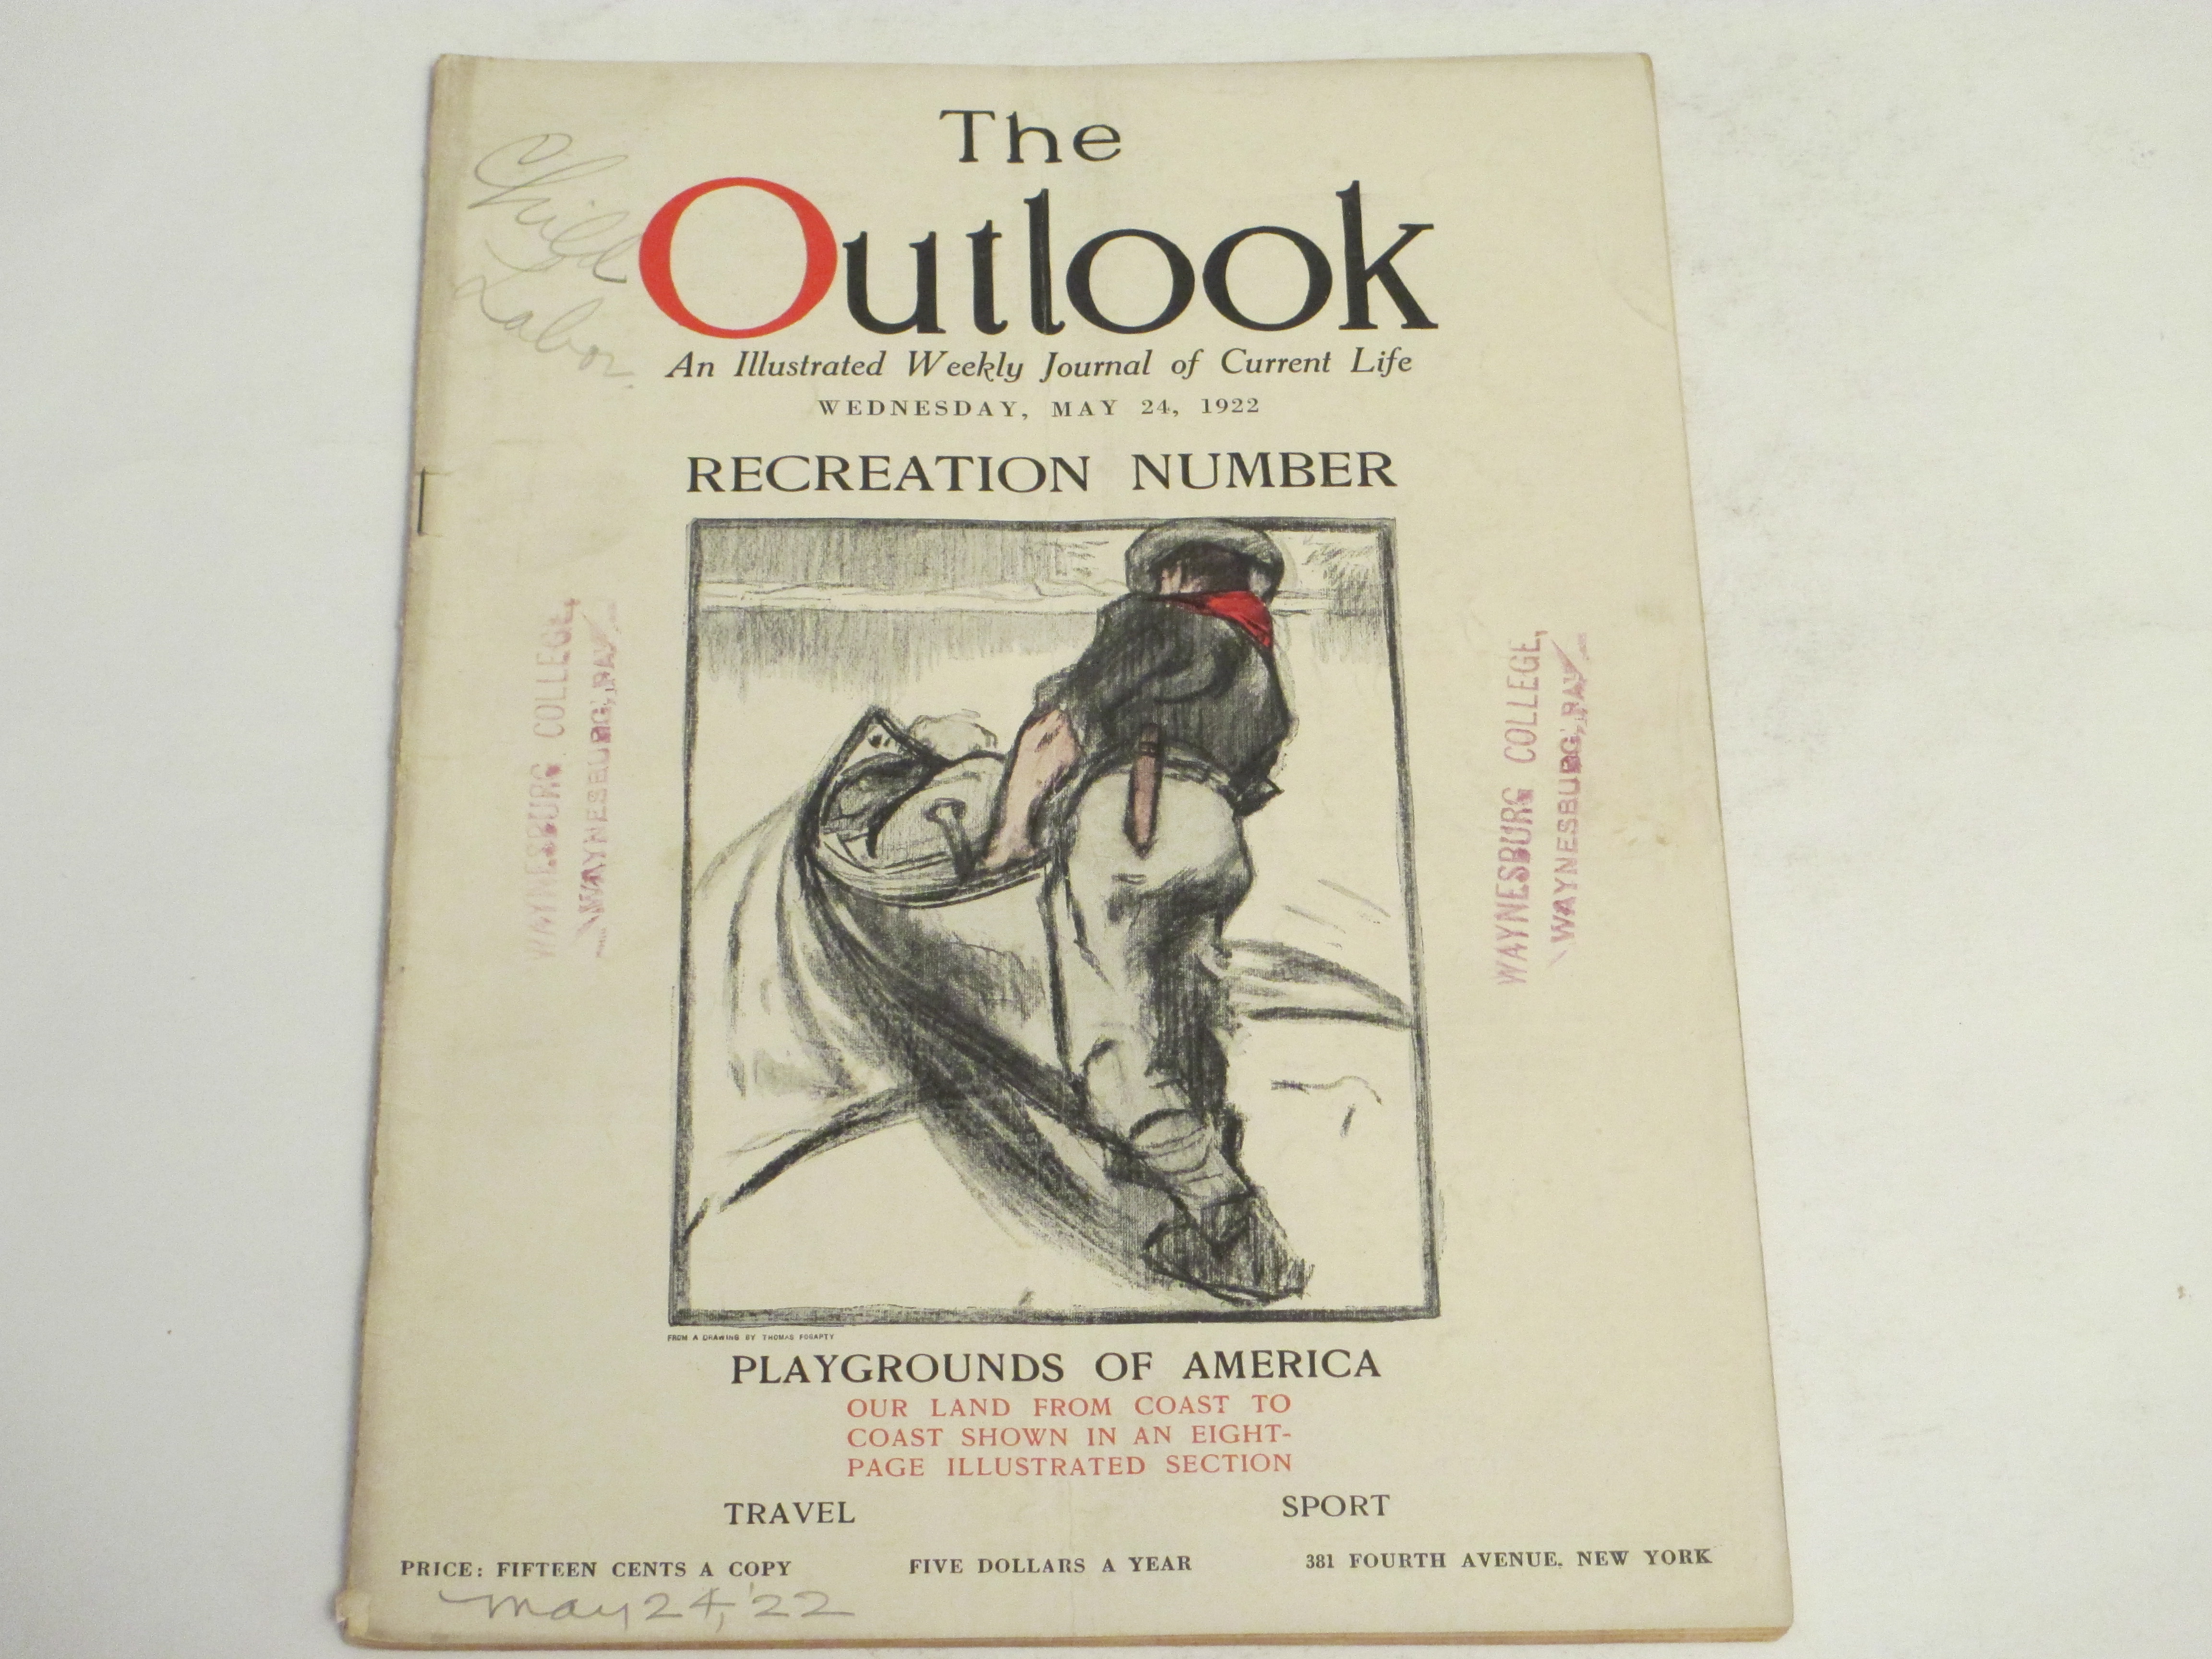 The
Outlook
Child
Labor
An Illustrated Weekly Journal of Current Life
WEDNESDAY, MAY 24, 1922
RECREATION NUMBER
WAYNESBURG COLLEGE,
WAYNESBURG, PA.
WAYNESBURG COLLEGE,
WAYNESBURG, PA.
FROM A DRAWING BY THOMAS FOGARTY
PLAYGROUNDS OF AMERICA
OUR LAND FROM COAST TO
COAST SHOWN IN AN EIGHT-
PAGE ILLUSTRATED SECTION
TRAVEL SPORT
PRICE: FIFTEEN CENTS A COPY FIVE DOLLARS A YEAR 381 FOURTH AVENUE, NEW YORK
May 24, '22